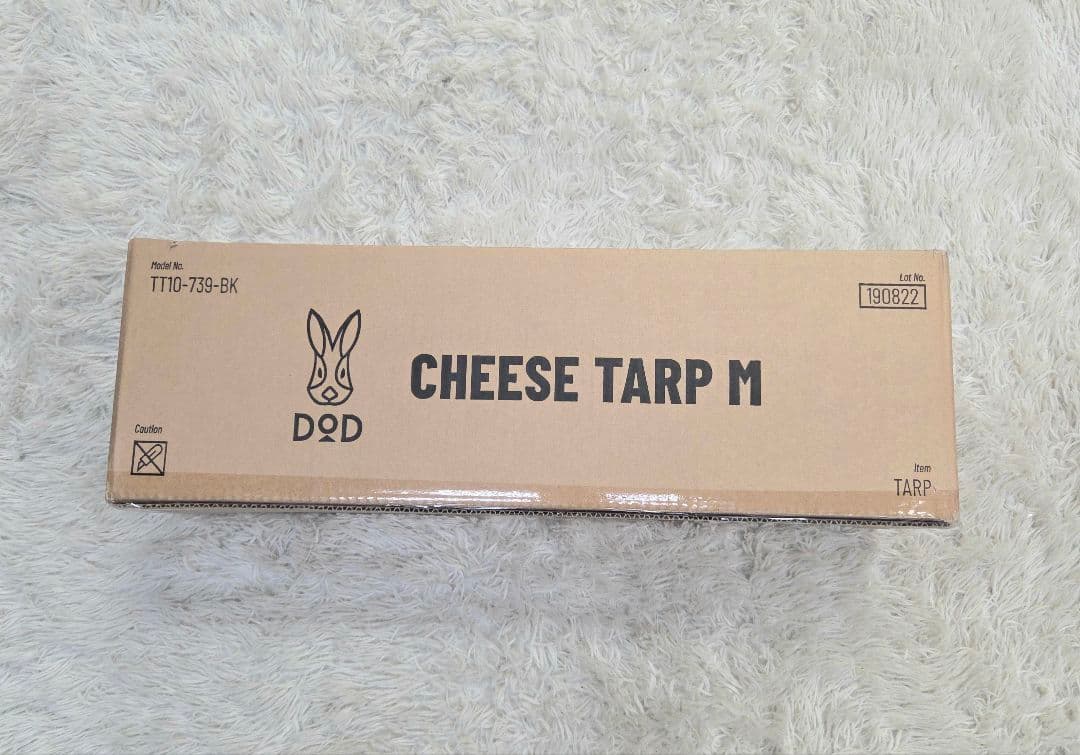 Model No.
TT10-739-BK
Lot No.
190822
CHEESE TARP M
DOD
Caution
Item
TARP